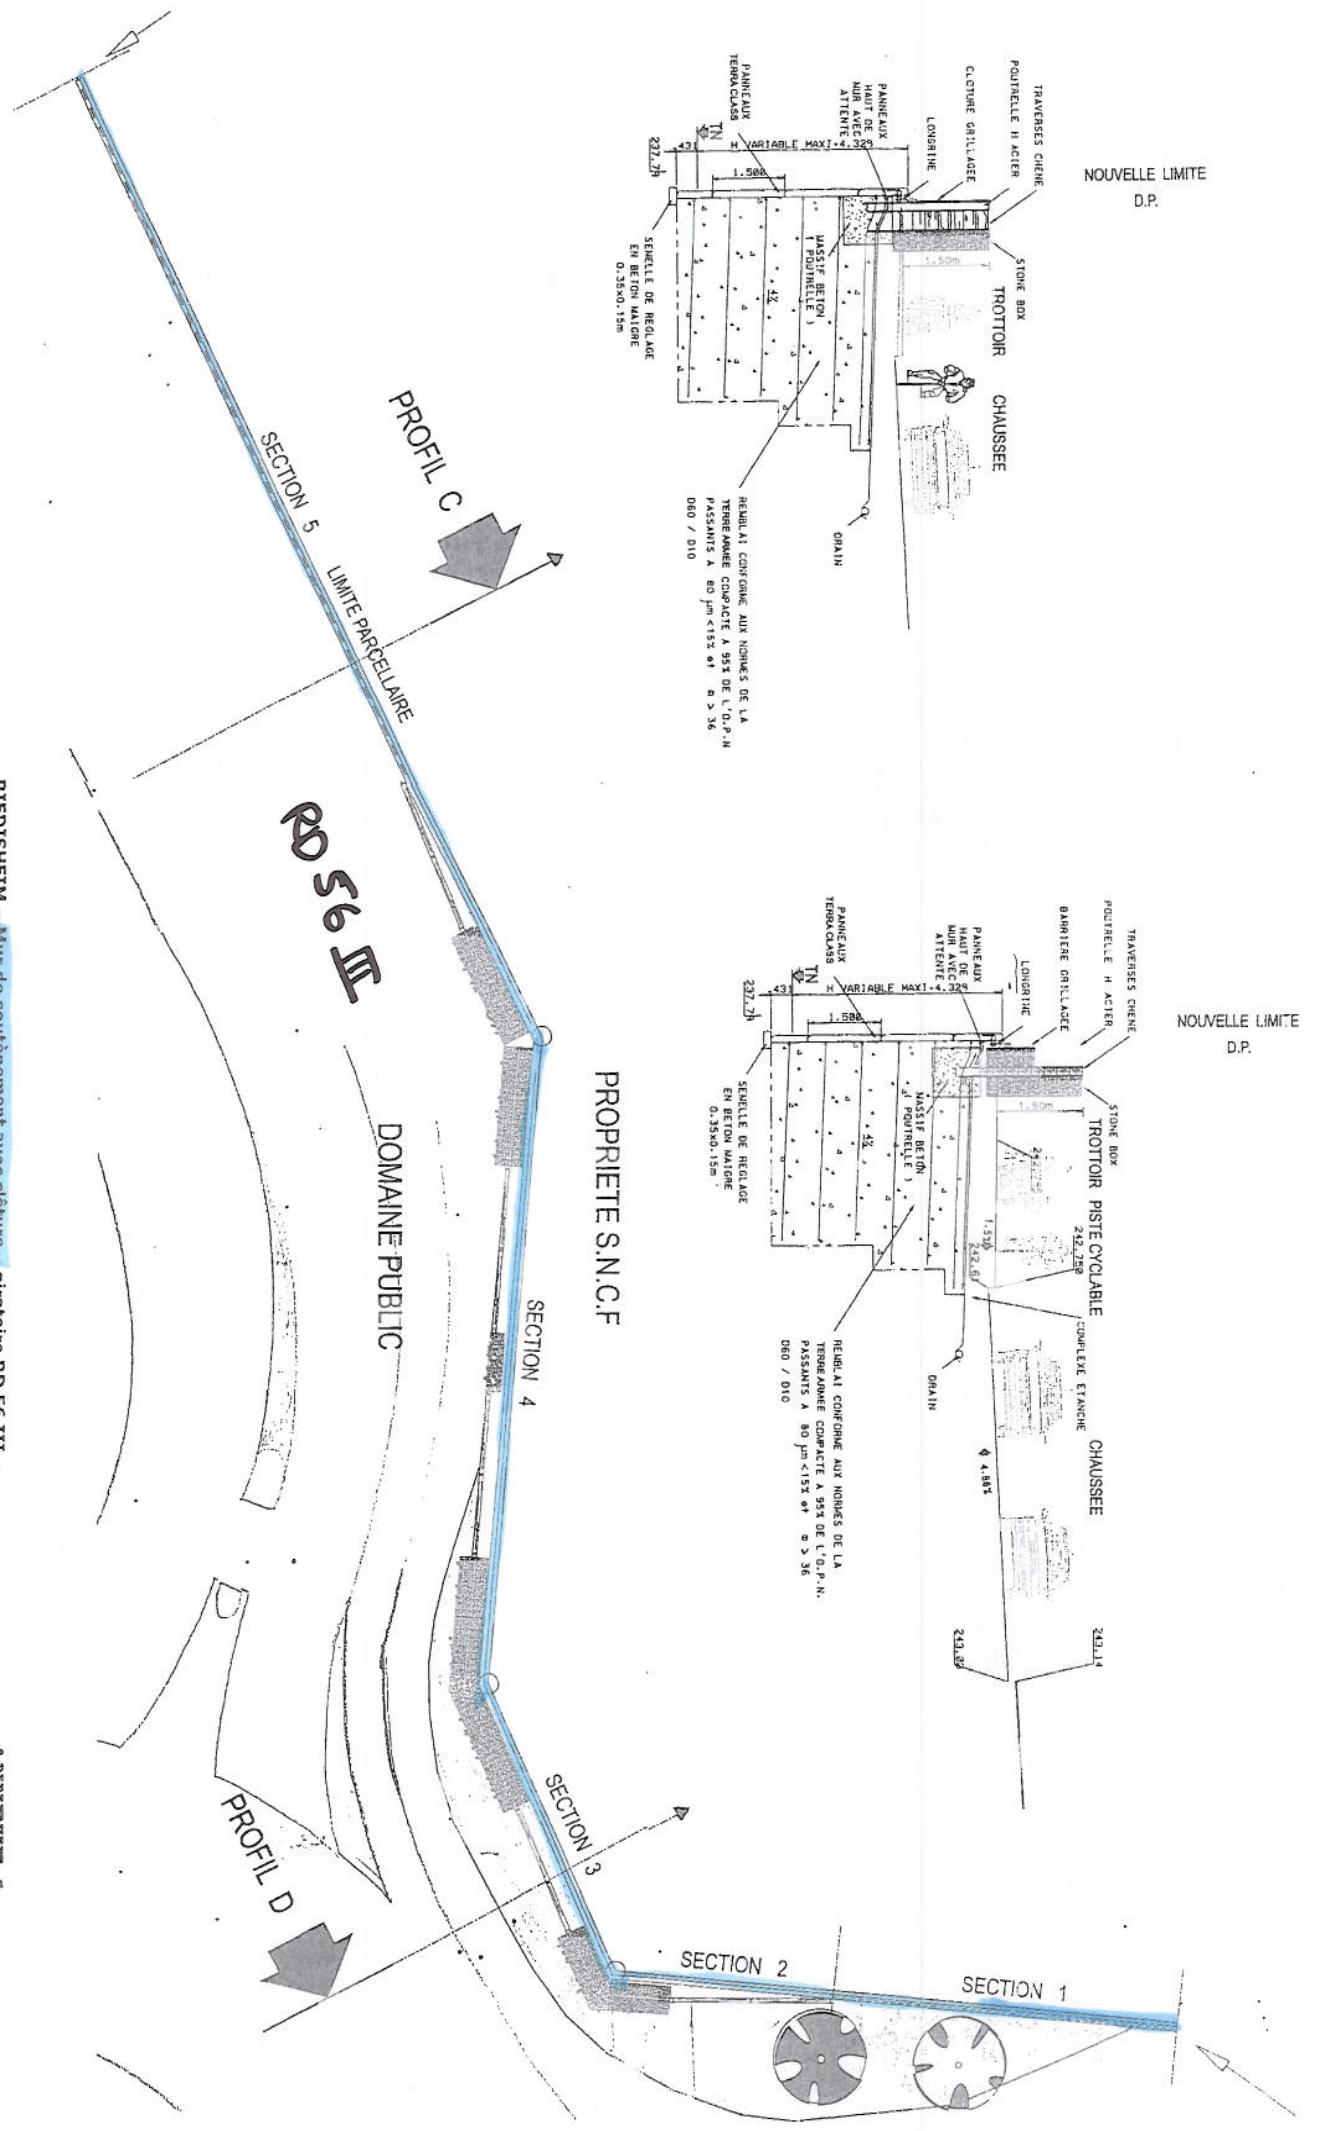 NOUVELLE LIMITE
D.P.
TRAVERSES CHENE
POUTRELLE H ACIER
CLOTURE GRILLAGEE
LONGRINE
PANNEAUX
HAUT DE
MUR AVEC
ATTENTE
PANNEAUX
TERRACLASS
TN
H VARIABLE MAXI=4.329
.431
237.79
1.500
STONE BOX
1.50m
TROTTOIR
CHAUSSEE
MASSIF BETON
( POUTRELLE )
4%
SEMELLE DE REGLAGE
EN BETON MAIGRE
0.35x0.15m
DRAIN
REMBLAI CONFORME AUX NORMES DE LA
TERRE ARMEE COMPACTE A 95% DE L'O.P.N
PASSANTS A 80 µm <15% et ø > 36
D60 / D10
NOUVELLE LIMITE
D.P.
TRAVERSES CHENE
POUTRELLE H ACIER
BARRIERE GRILLAGEE
LONGRINE
PANNEAUX
HAUT DE
MUR AVEC
ATTENTE
PANNEAUX
TERRACLASS
TN
H VARIABLE MAXI=4.329
.431
237.79
1.500
STONE BOX
1.50m
TROTTOIR PISTE CYCLABLE
CHAUSSEE
242.750
COMPLEXE ETANCHE
MASSIF BETON
( POUTRELLE )
4%
SEMELLE DE REGLAGE
EN BETON MAIGRE
0.35x0.15m
DRAIN
4.86%
243.14
REMBLAI CONFORME AUX NORMES DE LA
TERRE ARMEE COMPACTE A 95% DE L'O.P.N.
PASSANTS A 80 µm <15% et ø > 36
D60 / D10
PROFIL C
SECTION 5
LIMITE PARCELLAIRE
RD 56 III
PROPRIETE S.N.C.F
DOMAINE PUBLIC
SECTION 4
SECTION 3
PROFIL D
SECTION 2
SECTION 1